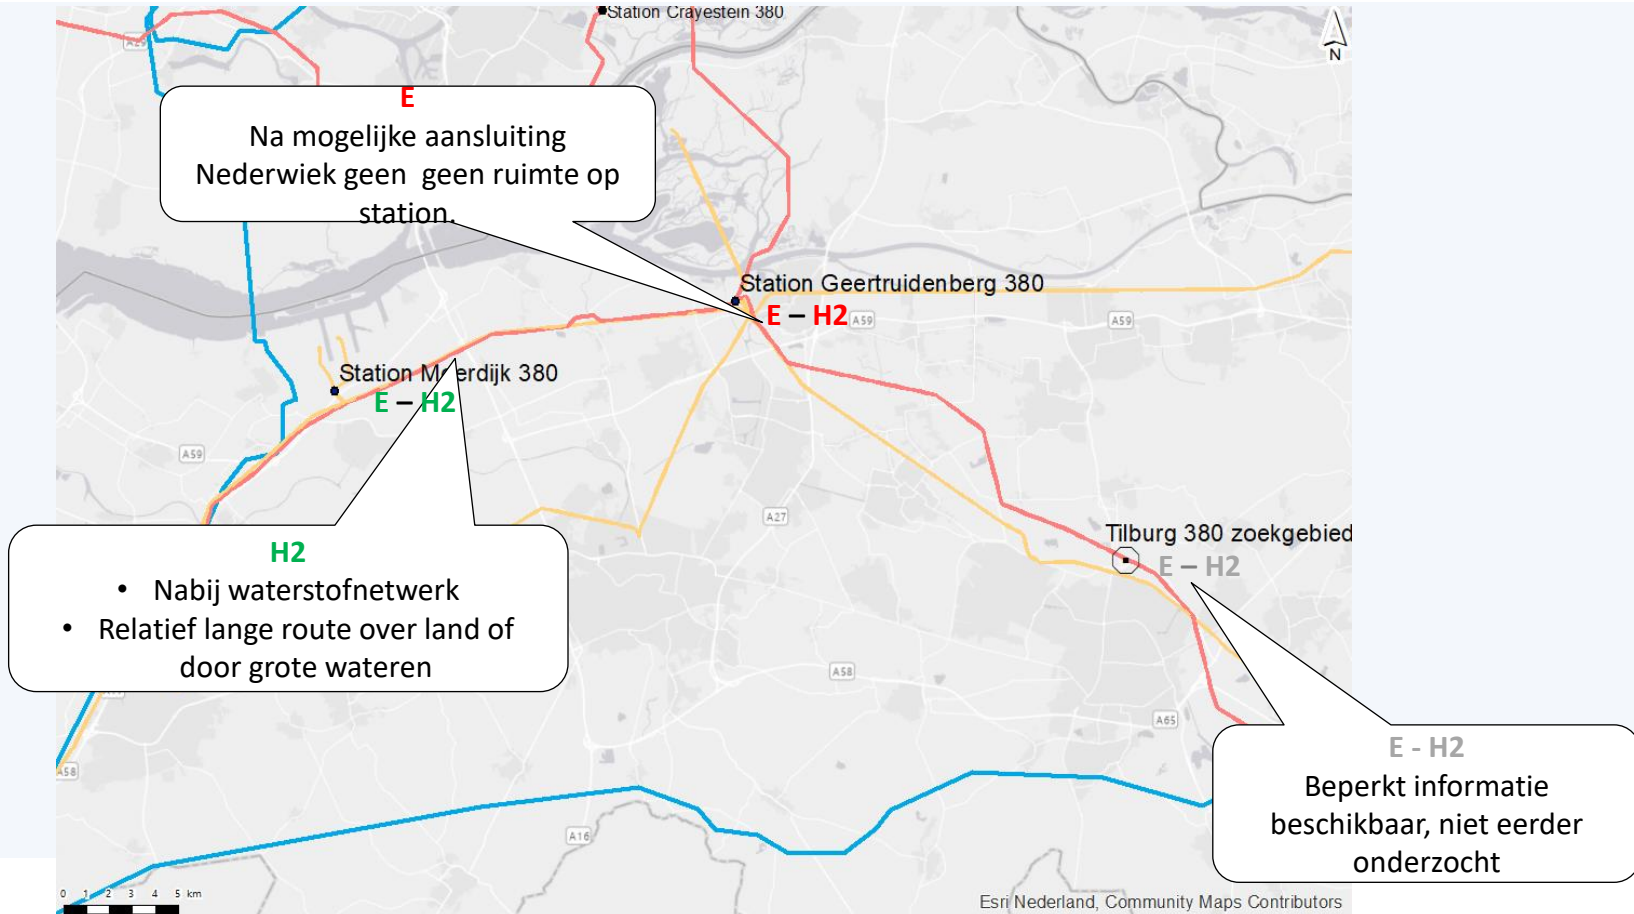 Station Crayestein 380
A29
N
E
Na mogelijke aansluiting
Nederwiek geen  geen ruimte op
station.
Station Geertruidenberg 380
E – H2
A59
A59
Station Moerdijk 380
E – H2
A59
A27
H2
• Nabij waterstofnetwerk
• Relatief lange route over land of
door grote wateren
Tilburg 380 zoekgebied
E – H2
A58
A65
A58
E - H2
Beperkt informatie
beschikbaar, niet eerder
onderzocht
A16
0 1 2 3 4 5 km
Esri Nederland, Community Maps Contributors